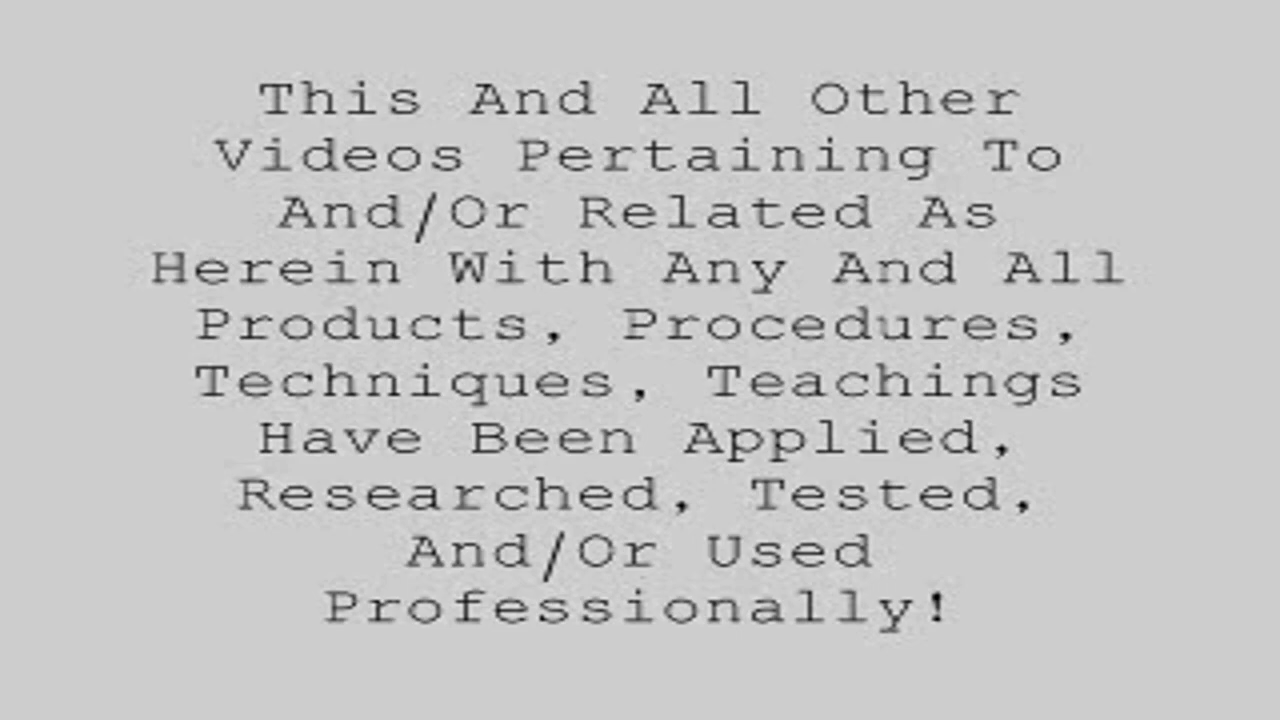 This And All Other
Videos Pertaining To
And/Or Related As
Herein With Any And All
Products, Procedures,
Techniques, Teachings
Have Been Applied,
Researched, Tested,
And/Or Used
Professionally!